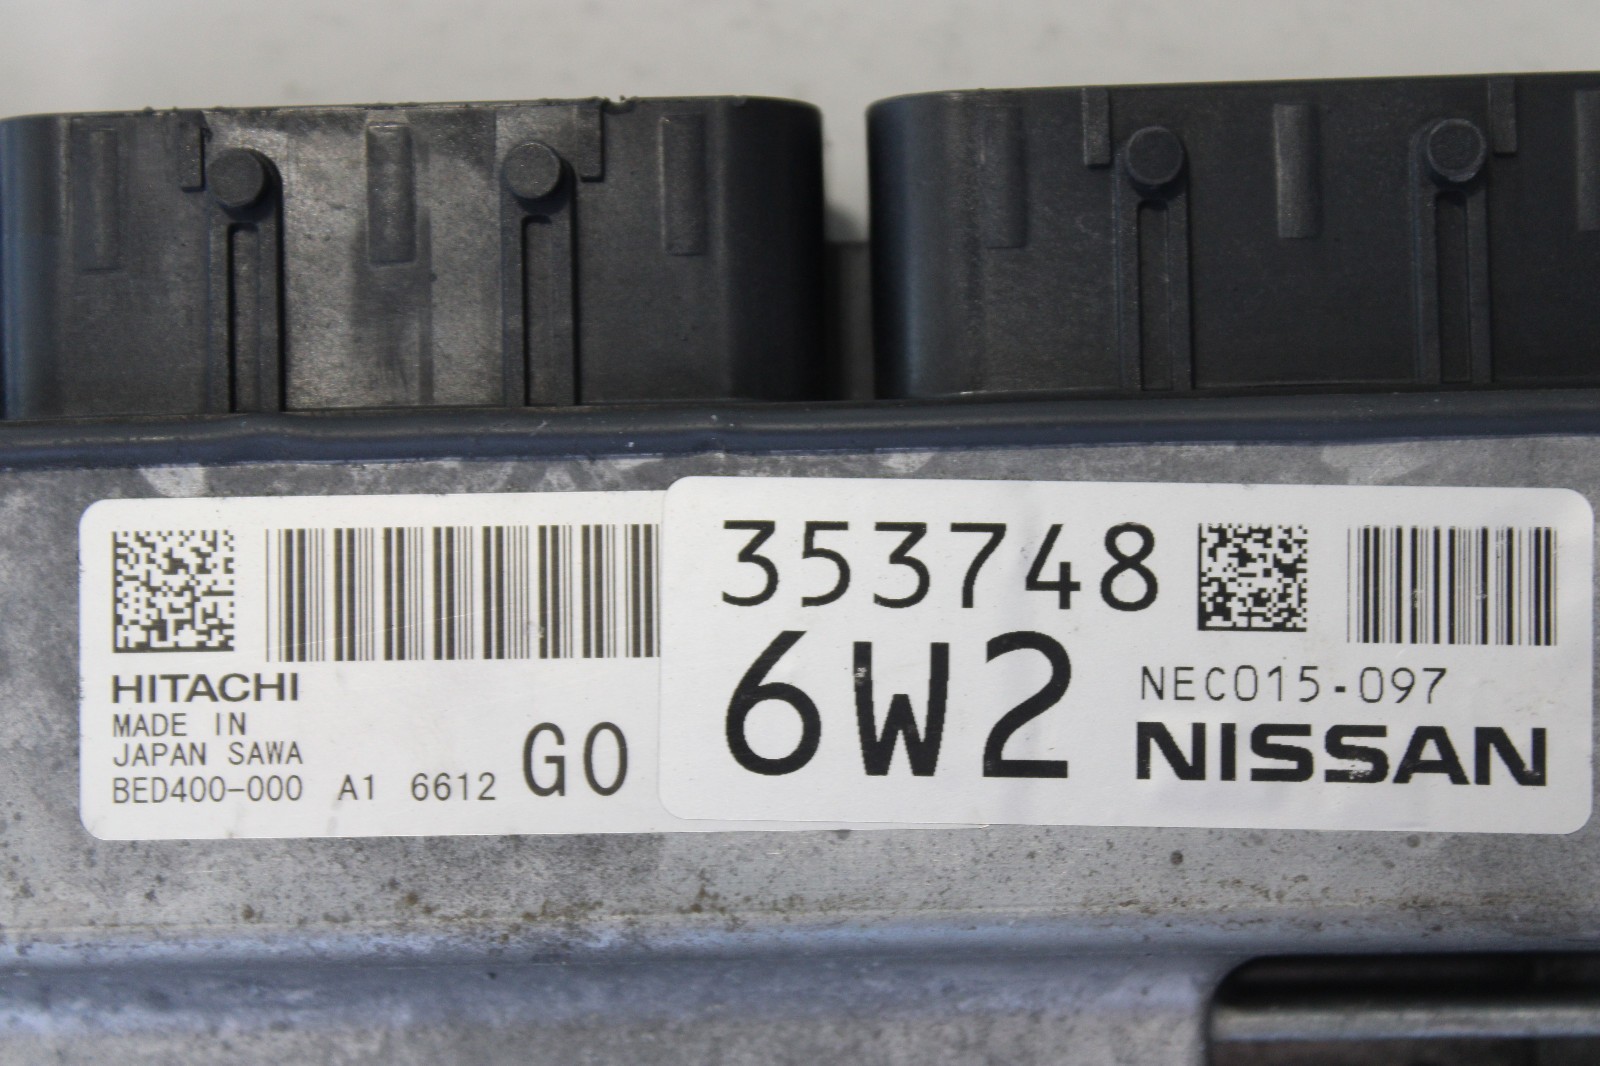 HITACHI
MADE IN
JAPAN SAWA
BED400-000 A1 6612 G0
353748
6W2
NEC015-097
NISSAN